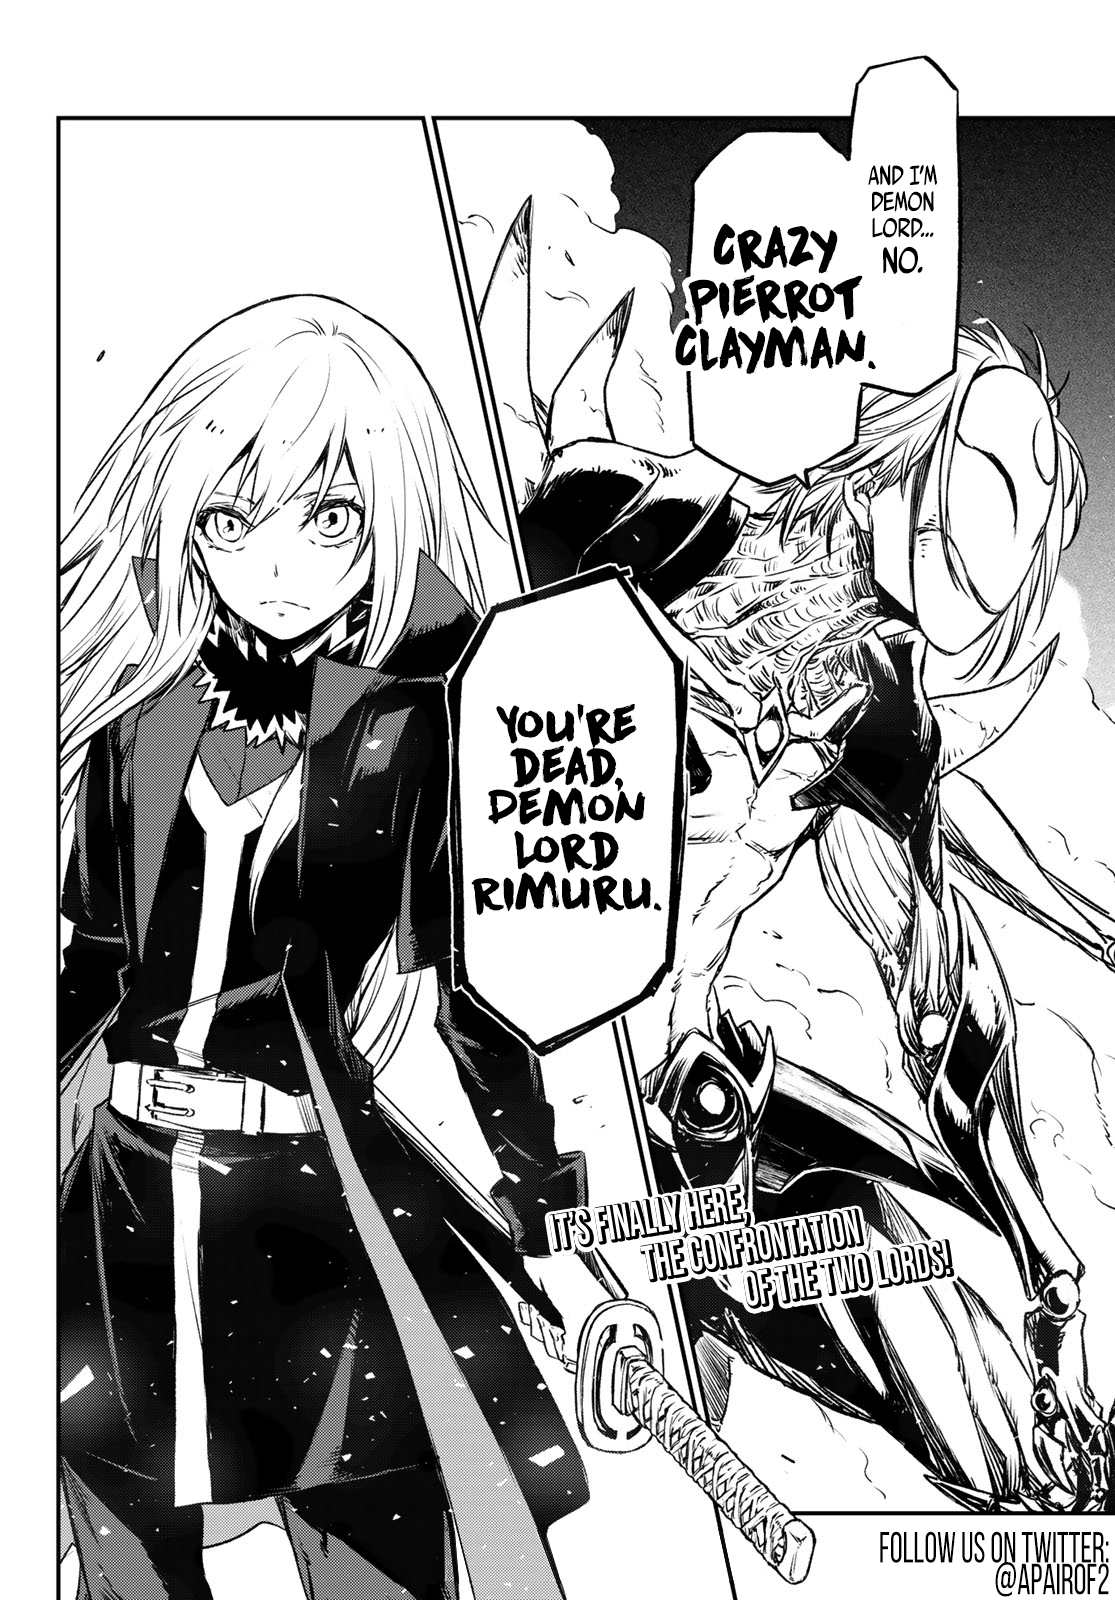 AND I'M
DEMON
LORD...
NO.
CRAZY
PIERROT
CLAYMAN.
YOU'RE
DEAD,
DEMON
LORD
RIMURU.
IT'S FINALLY HERE,
THE CONFRONTATION
OF THE TWO LORDS!
FOLLOW US ON TWITTER:
@APAIROF2